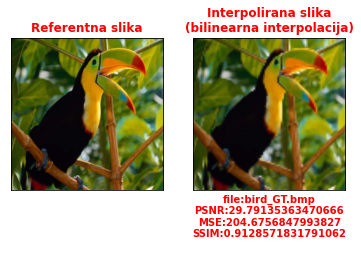 Referentna slika
Interpolirana slika
(bilinearna interpolacija)
file:bird_GT.bmp
PSNR:29.79135363470666
MSE:204.6756847993827
SSIM:0.9128571831791062